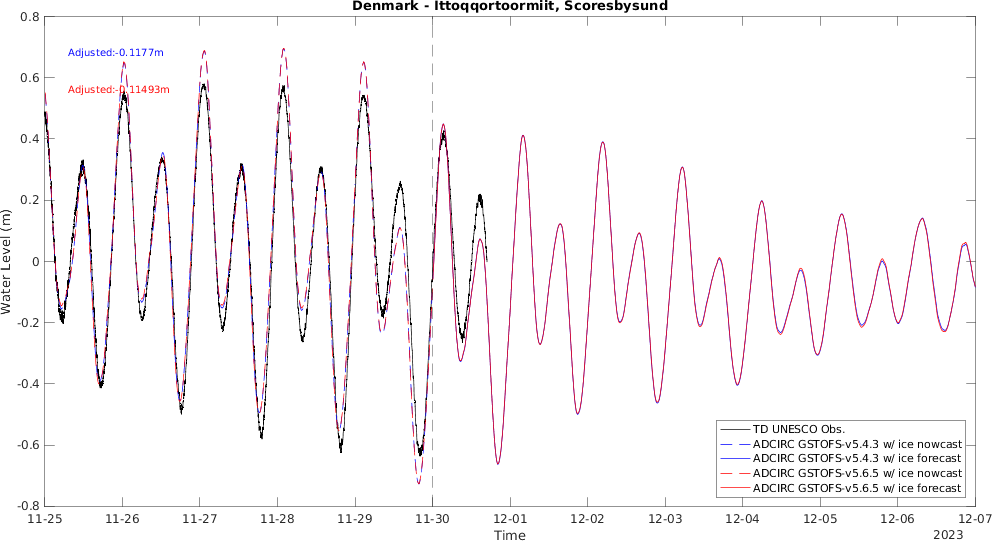 Denmark - Ittoqqortoormiit, Scoresbysund
0.8
0.6
0.4
0.2
0
-0.2
-0.4
-0.6
-0.8
Water Level (m)
Adjusted:-0.1177m
Adjusted:-0.11493m
TD UNESCO Obs.
ADCIRC GSTOFS-v5.4.3 w/ ice nowcast
ADCIRC GSTOFS-v5.4.3 w/ ice forecast
ADCIRC GSTOFS-v5.6.5 w/ ice nowcast
ADCIRC GSTOFS-v5.6.5 w/ ice forecast
11-25 11-26 11-27 11-28 11-29 11-30 12-01 12-02 12-03 12-04 12-05 12-06 12-07
Time
2023